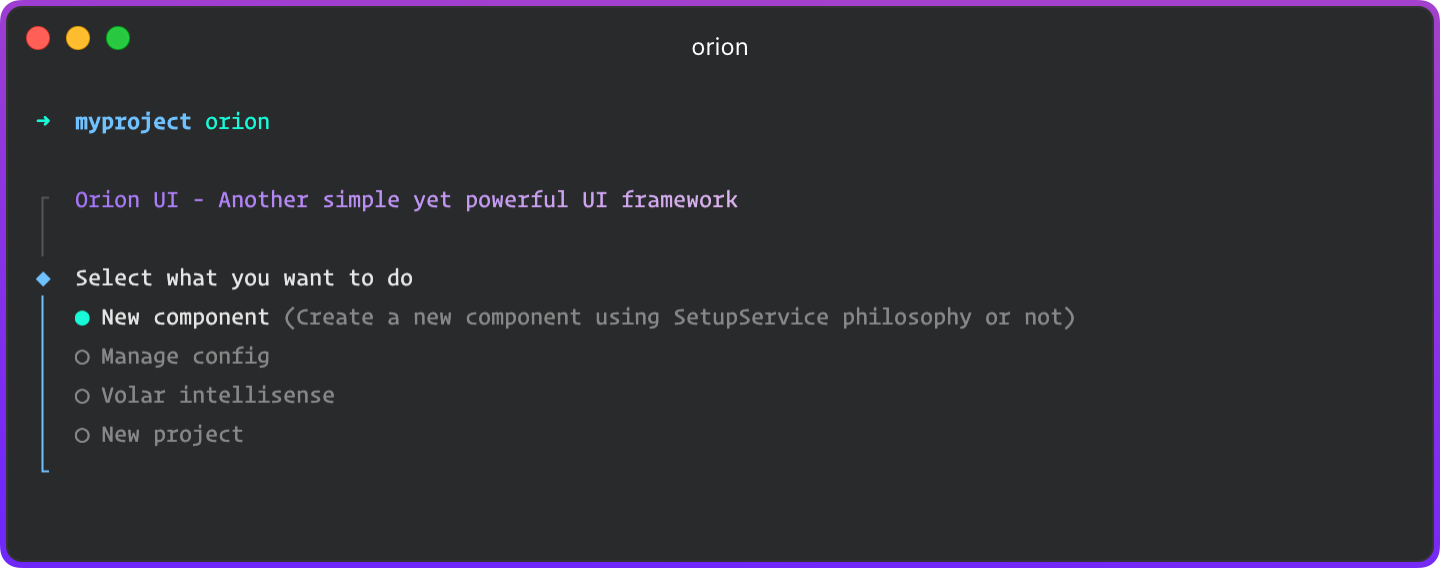 orion
➜ myproject orion
Orion UI - Another simple yet powerful UI framework
Select what you want to do
New component (Create a new component using SetupService philosophy or not)
Manage config
Volar intellisense
New project